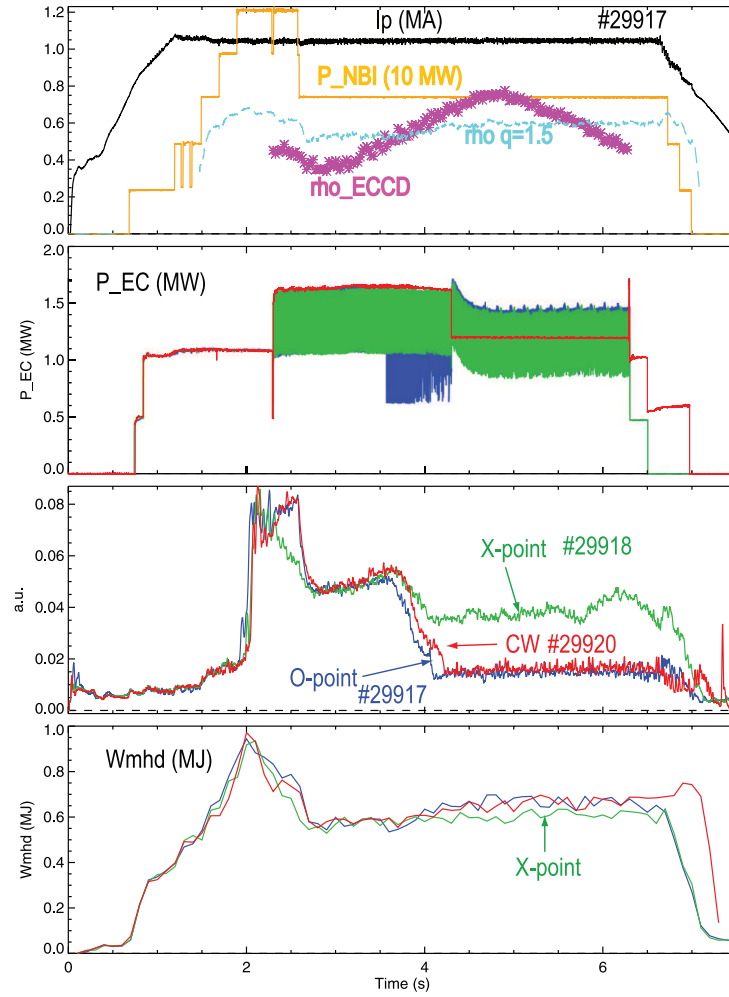 1.2
Ip (MA)
#29917
1.0
P_NBI (10 MW)
0.8
0.6
rho q=1.5
0.4
rho_ECCD
0.2
0.0
2.0
P_EC (MW)
1.5
P_EC (MW)
1.0
0.5
0.0
0.08
0.06
X-point #29918
a.u.
0.04
CW #29920
0.02
O-point
#29917
0.00
1.0
Wmhd (MJ)
0.8
0.6
Wmhd (MJ)
X-point
0.4
0.2
0.0
0 2 4 6
Time (s)